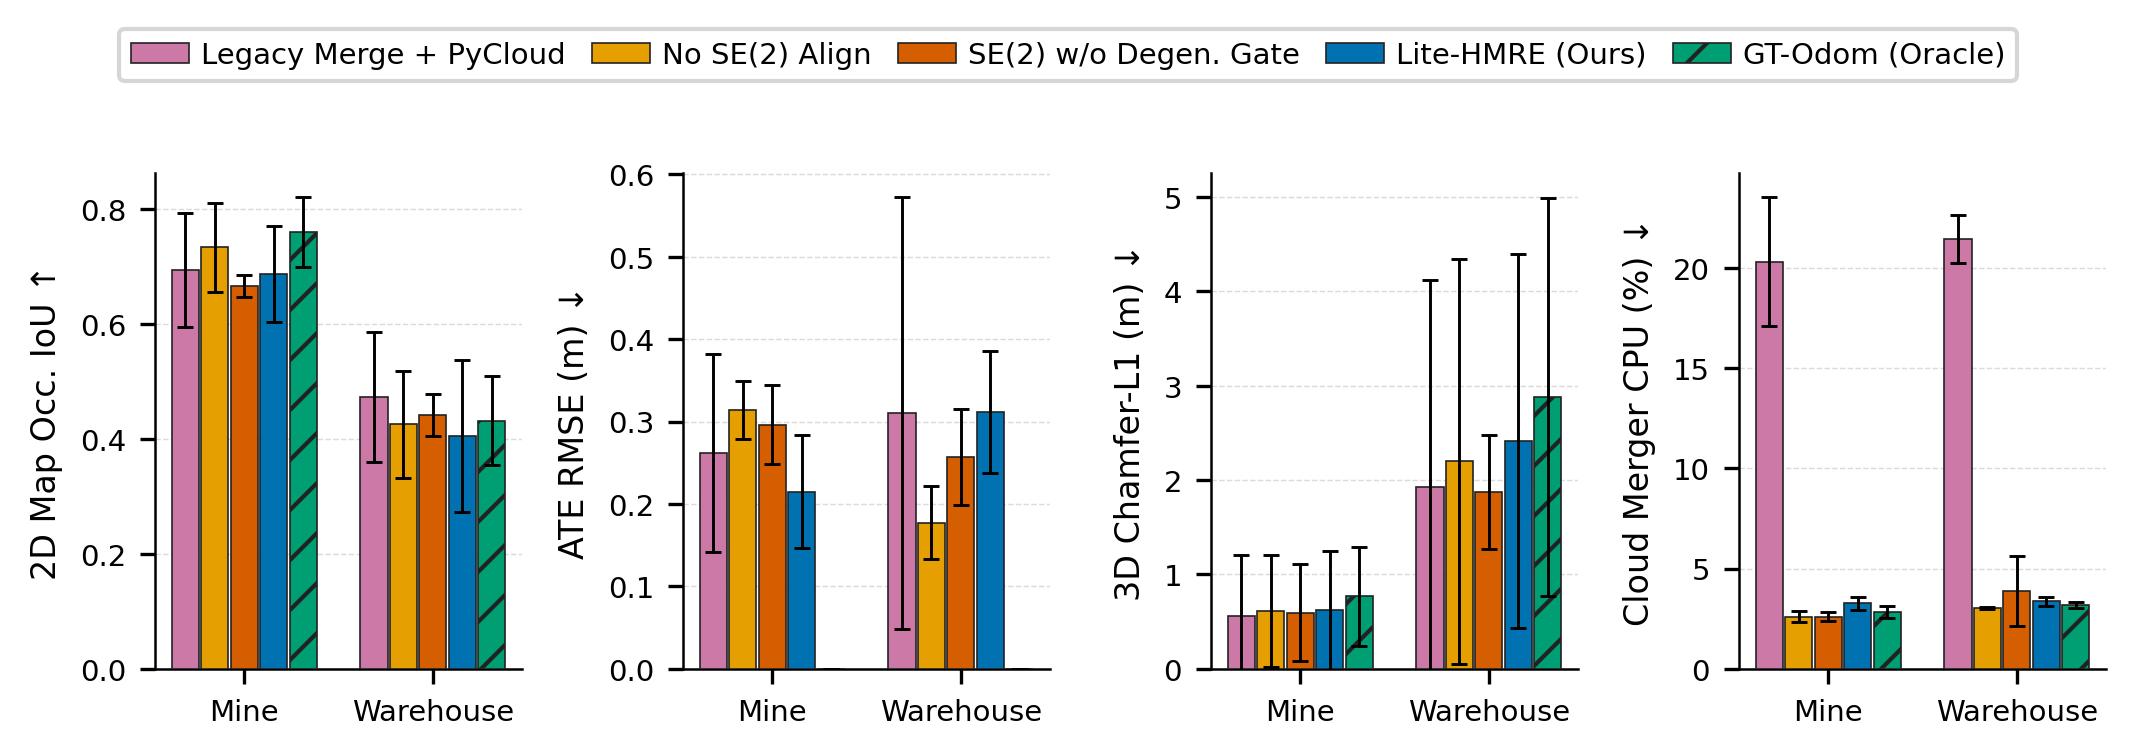 Legacy Merge + PyCloud No SE(2) Align SE(2) w/o Degen. Gate Lite-HMRE (Ours) GT-Odom (Oracle)
2D Map Occ. IoU ↑
0.8
0.6
0.4
0.2
0.0
Mine Warehouse
ATE RMSE (m) ↓
0.6
0.5
0.4
0.3
0.2
0.1
0.0
Mine Warehouse
3D Chamfer-L1 (m) ↓
5
4
3
2
1
0
Mine Warehouse
Cloud Merger CPU (%) ↓
20
15
10
5
0
Mine Warehouse